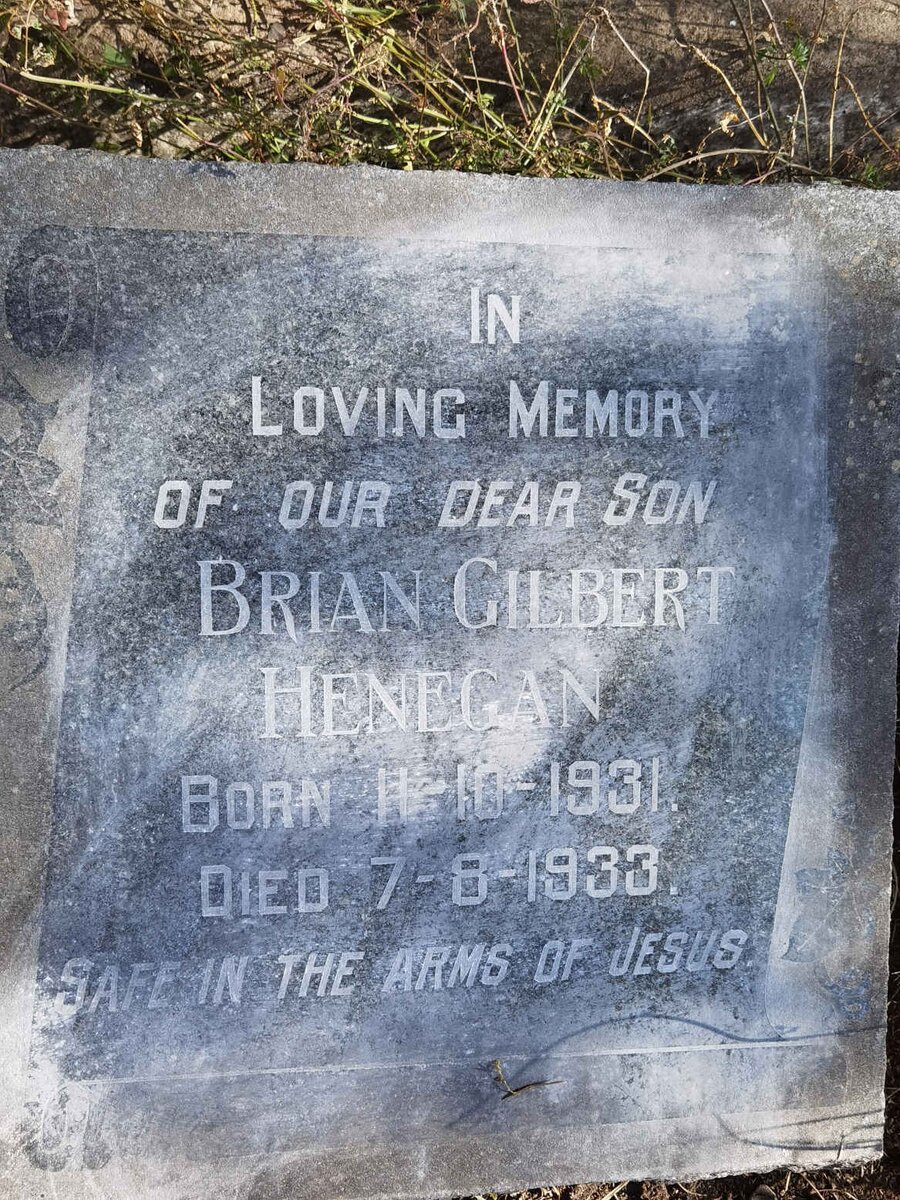 IN
LOVING MEMORY
OF OUR DEAR SON
BRIAN GILBERT
HENEGAN
BORN 11-10-1931.
DIED 7-8-1933.
SAFE IN THE ARMS OF JESUS.